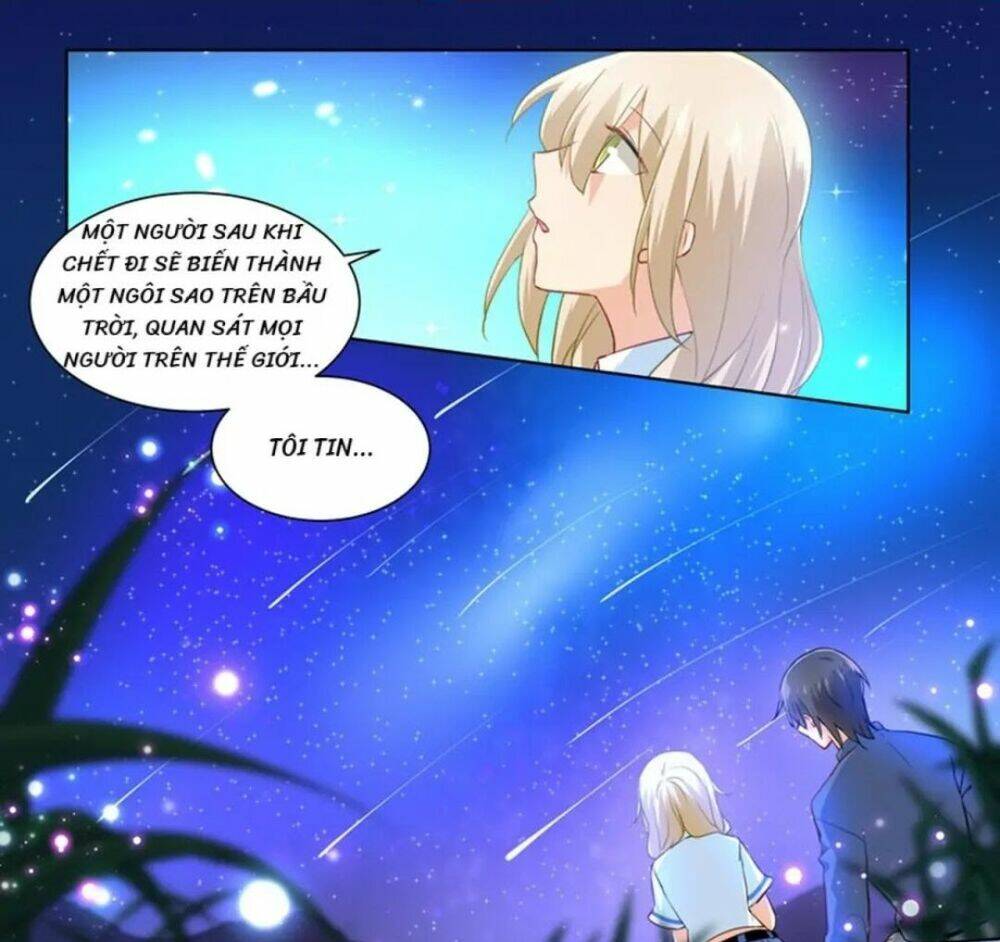 MỘT NGƯỜI SAU KHI
CHẾT ĐI SẼ BIẾN THÀNH
MỘT NGÔI SAO TRÊN BẦU
TRỜI, QUAN SÁT MỌI
NGƯỜI TRÊN THẾ GIỚI...
TÔI TIN...